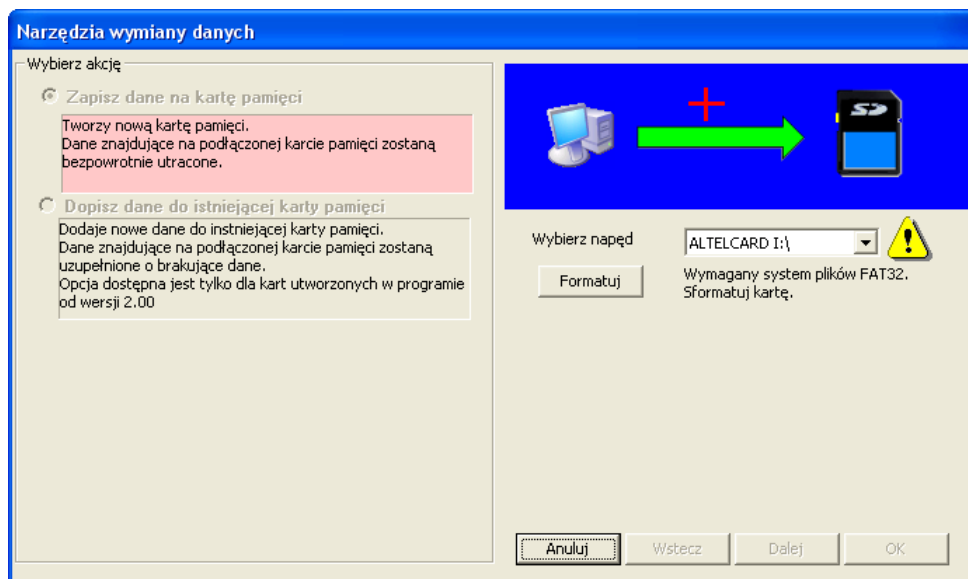 Narzędzia wymiany danych
Wybierz akcję
Zapisz dane na kartę pamięci
Tworzy nową kartę pamięci.
Dane znajdujące na podłączonej karcie pamięci zostaną
bezpowrotnie utracone.
Dopisz dane do istniejącej karty pamięci
Dodaje nowe dane do instniejącej karty pamięci.
Dane znajdujące na podłączonej karcie pamięci zostaną
uzupełnione o brakujące dane.
Opcja dostępna jest tylko dla kart utworzonych w programie
od wersji 2.00
SD
Wybierz napęd
ALTELCARD I:\
Formatuj
Wymagany system plików FAT32.
Sformatuj kartę.
Anuluj
Wstecz
Dalej
OK